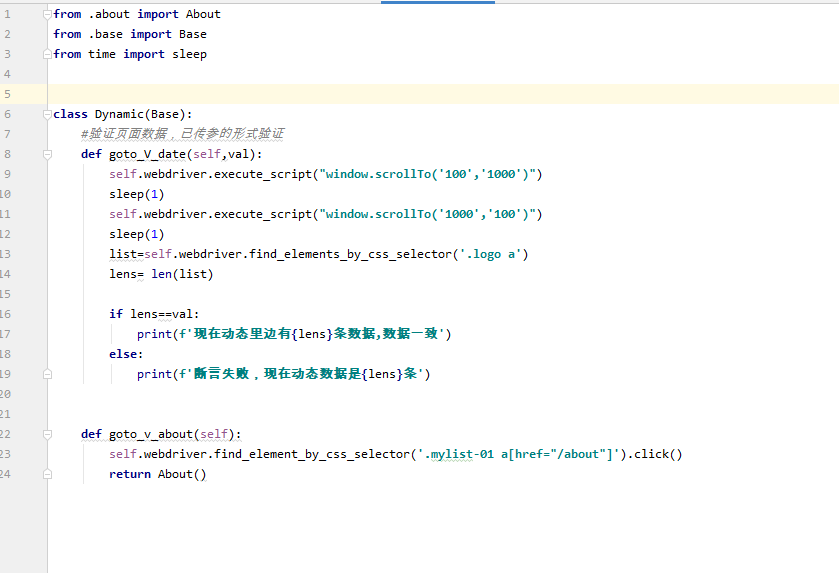 1 from .about import About
2 from .base import Base
3 from time import sleep
4
5
6 class Dynamic(Base):
7     #验证页面数据，已传参的形式验证
8     def goto_V_date(self,val):
9         self.webdriver.execute_script("window.scrollTo('100','1000')")
10         sleep(1)
11         self.webdriver.execute_script("window.scrollTo('1000','100')")
12         sleep(1)
13         list=self.webdriver.find_elements_by_css_selector('.logo a')
14         lens= len(list)
15
16         if lens==val:
17             print(f'现在动态里边有{lens}条数据,数据一致')
18         else:
19             print(f'断言失败，现在动态数据是{lens}条')
20
21
22     def goto_v_about(self):
23         self.webdriver.find_element_by_css_selector('.mylist-01 a[href="/about"]').click()
24         return About()